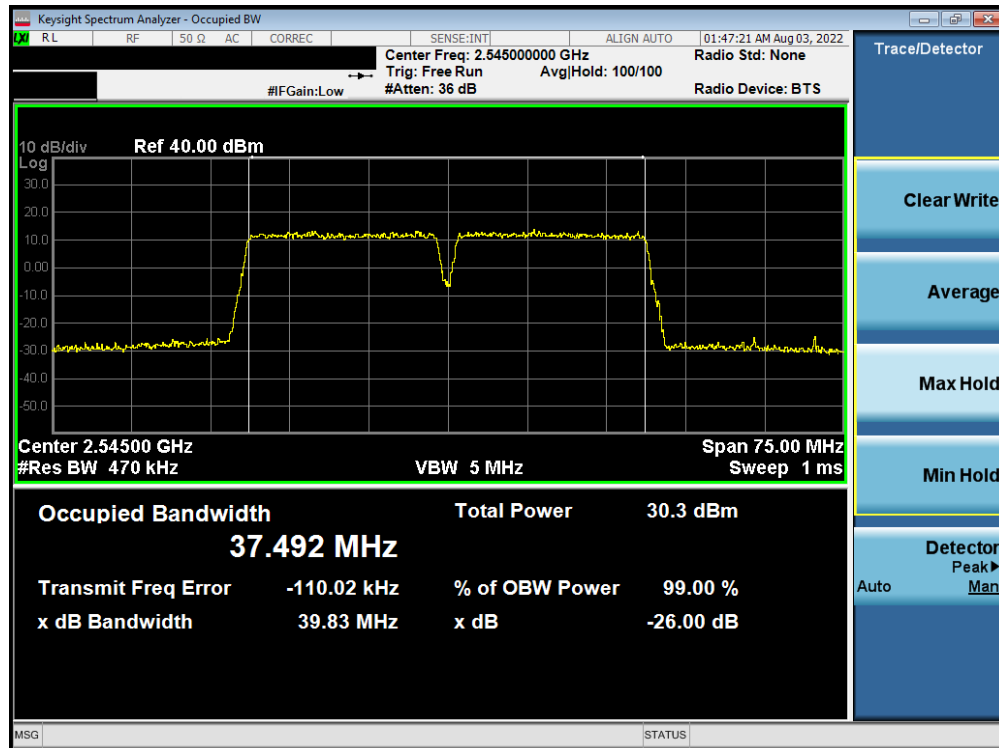 Keysight Spectrum Analyzer - Occupied BW
LXI RL RF 50 Ω AC CORREC SENSE:INT ALIGN AUTO 01:47:21 AM Aug 03, 2022
Center Freq: 2.545000000 GHz Radio Std: None
Trig: Free Run Avg|Hold: 100/100
#IFGain:Low #Atten: 36 dB Radio Device: BTS
10 dB/div Ref 40.00 dBm
Log
30.0
20.0
10.0
0.00
-10.0
-20.0
-30.0
-40.0
-50.0
Center 2.54500 GHz Span 75.00 MHz
#Res BW 470 kHz VBW 5 MHz Sweep 1 ms
Occupied Bandwidth Total Power 30.3 dBm
37.492 MHz
Transmit Freq Error -110.02 kHz % of OBW Power 99.00 %
x dB Bandwidth 39.83 MHz x dB -26.00 dB
MSG STATUS
Trace/Detector
Clear Write
Average
Max Hold
Min Hold
Detector
Peak▶
Auto Man